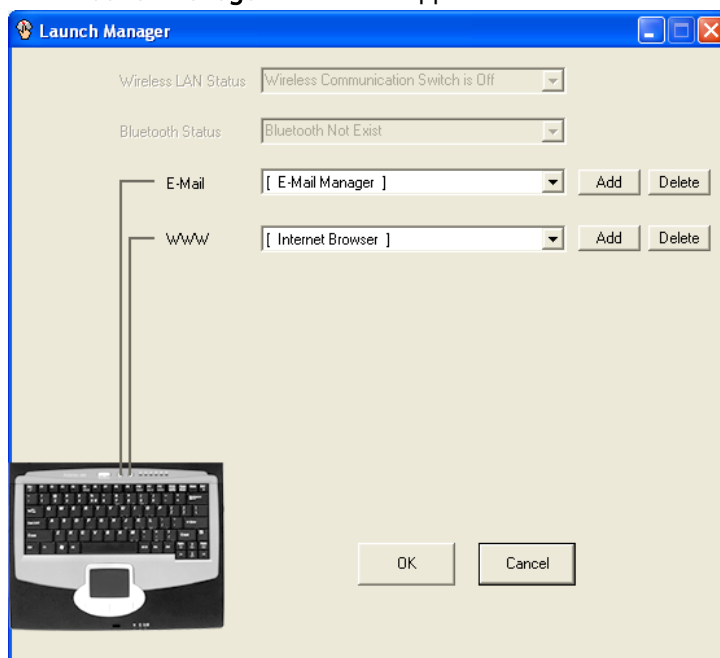 Launch Manager
Wireless LAN Status Wireless Communication Switch is Off
Bluetooth Status Bluetooth Not Exist
E-Mail [ E-Mail Manager ] Add Delete
WWW [ Internet Browser ] Add Delete
OK Cancel